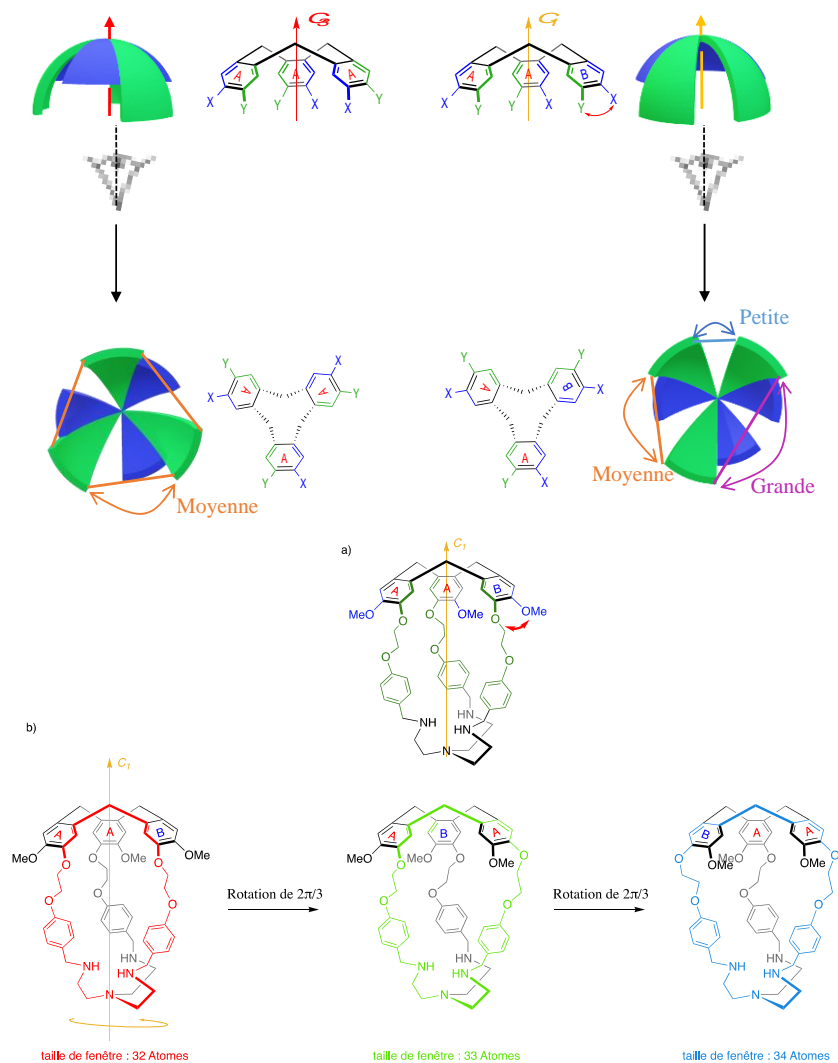 C3
C1
A A A
X Y Y X X Y
A A B
X Y Y X Y X
Petite
Y X A A Y A Y X
Y X A B Y X A Y X
Moyenne
Moyenne
Grande
a)
C1
A A B
MeO O O OMe O OMe
O O O
b)
HN
NH HN
N
C1
A A B
MeO O O OMe O OMe
O O O
HN
NH HN
N
Rotation de 2π/3
A B A
MeO O MeO O OMe O
O O O
HN
NH HN
N
Rotation de 2π/3
B A A
O OMe MeO O OMe O
O O O
HN
NH HN
N
taille de fenêtre : 32 Atomes
taille de fenêtre : 33 Atomes
taille de fenêtre : 34 Atomes